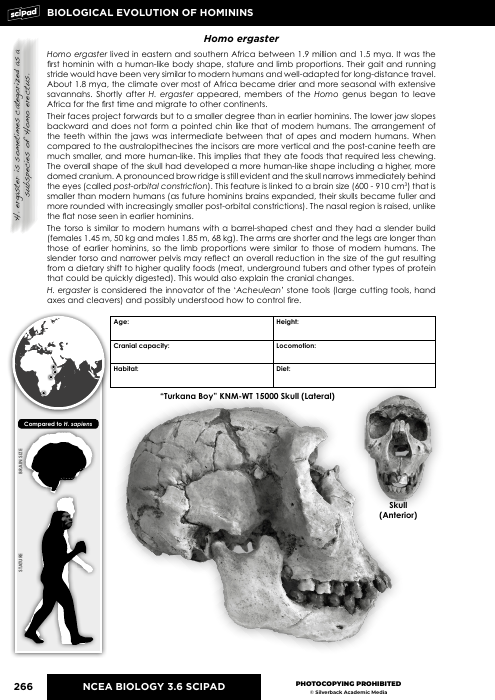 scipad BIOLOGICAL EVOLUTION OF HOMININS
H. ergaster is sometimes categorized as a
subspecies of Homo erectus.
Homo ergaster
Homo ergaster lived in eastern and southern Africa between 1.9 million and 1.5 mya. It was the
first hominin with a human-like body shape, stature and limb proportions. Their gait and running
stride would have been very similar to modern humans and well-adapted for long-distance travel.
About 1.8 mya, the climate over most of Africa became drier and more seasonal with extensive
savannahs. Shortly after H. ergaster appeared, members of the Homo genus began to leave
Africa for the first time and migrate to other continents.
Their faces project forwards but to a smaller degree than in earlier hominins. The lower jaw slopes
backward and does not form a pointed chin like that of modern humans. The arrangement of
the teeth within the jaws was intermediate between that of apes and modern humans. When
compared to the australopithecines the incisors are more vertical and the post-canine teeth are
much smaller, and more human-like. This implies that they ate foods that required less chewing.
The overall shape of the skull had developed a more human-like shape including a higher, more
domed cranium. A pronounced brow ridge is still evident and the skull narrows immediately behind
the eyes (called post-orbital constriction). This feature is linked to a brain size (600 - 910 cm³) that is
smaller than modern humans (as future hominins brains expanded, their skulls became fuller and
more rounded with increasingly smaller post-orbital constrictions). The nasal region is raised, unlike
the flat nose seen in earlier hominins.
The torso is similar to modern humans with a barrel-shaped chest and they had a slender build
(females 1.45 m, 50 kg and males 1.85 m, 68 kg). The arms are shorter and the legs are longer than
those of earlier hominins, so the limb proportions were similar to those of modern humans. The
slender torso and narrower pelvis may reflect an overall reduction in the size of the gut resulting
from a dietary shift to higher quality foods (meat, underground tubers and other types of protein
that could be quickly digested). This would also explain the cranial changes.
H. ergaster is considered the innovator of the ‘Acheulean’ stone tools (large cutting tools, hand
axes and cleavers) and possibly understood how to control fire.
Age: Height:
Cranial capacity: Locomotion:
Habitat: Diet:
"Turkana Boy" KNM-WT 15000 Skull (Lateral)
Compared to H. sapiens
BRAIN SIZE
STATURE
Skull
(Anterior)
266 NCEA BIOLOGY 3.6 SCIPAD
PHOTOCOPYING PROHIBITED
© Silverback Academic Media